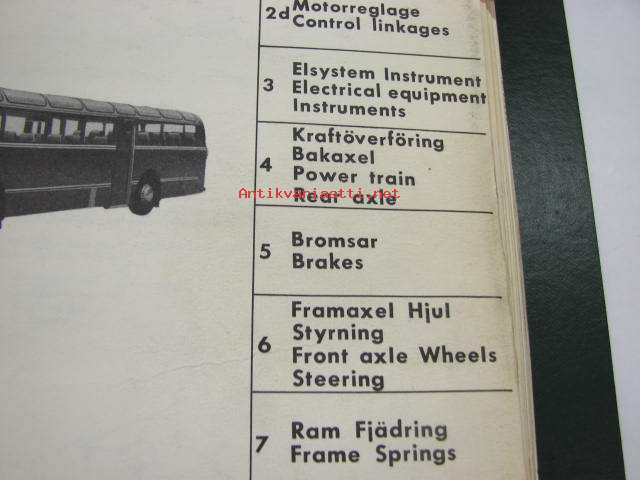 2d Motorreglage
Control linkages
3 Elsystem Instrument
Electrical equipment
Instruments
4 Kraftöverföring
Bakaxel
Power train
Antikvariaatti.net
Rear axle
5 Bromsar
Brakes
6 Framaxel Hjul
Styrning
Front axle Wheels
Steering
7 Ram Fjädring
Frame Springs